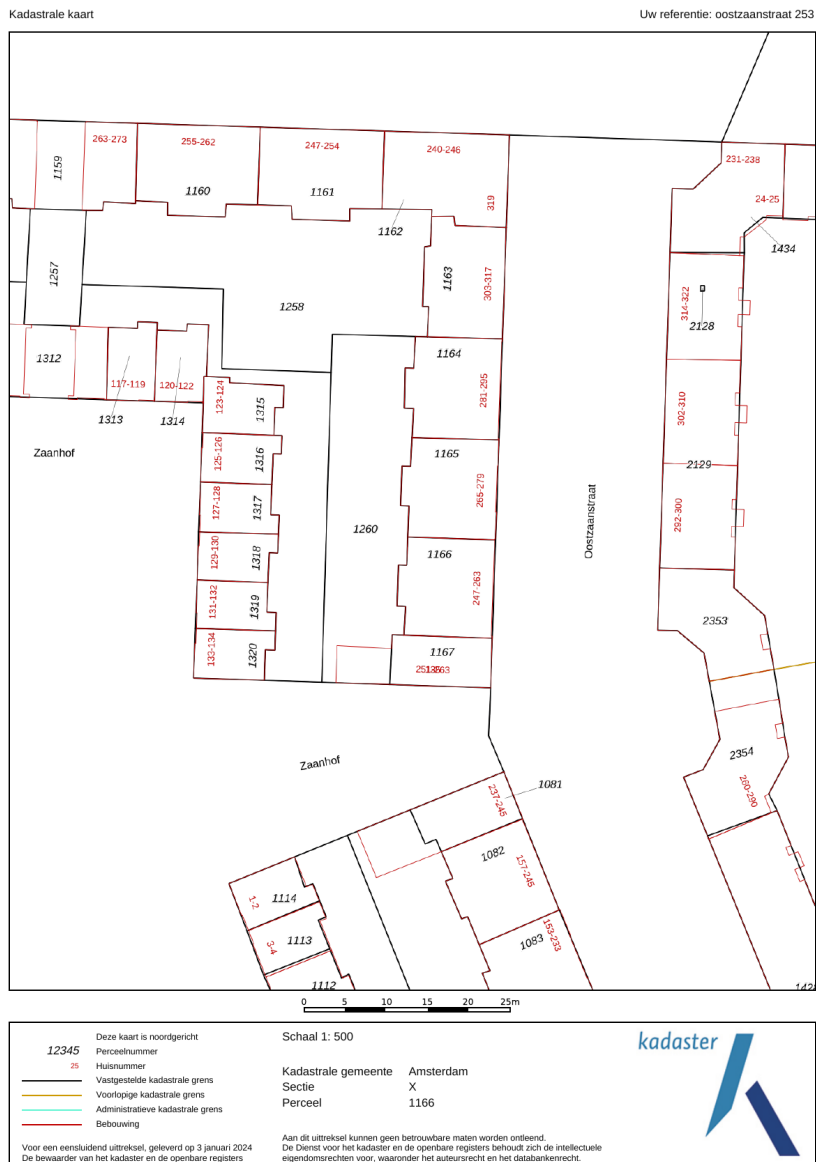 Kadastrale kaart
Uw referentie: oostzaanstraat 253
263-273
255-262
247-254
240-246
231-238
1159
1160
1161
319
24-25
1162
1434
1257
1163
303-317
1258
314-322
2128
1312
117-119
120-122
1164
1313
1314
123-124
1315
281-295
302-310
Zaanhof
125-126
1316
1165
2129
127-128
1317
265-279
Oostzaanstraat
292-300
1260
129-130
1318
1166
131-132
1319
247-263
2353
133-134
1320
1167
Zaanhof
2354
1081
237-245
260-290
1082
157-245
1-2
1114
3-4
1113
1083
153-233
1112
0 5 10 15 20 25m
Deze kaart is noordgericht
12345 Perceelnummer
25 Huisnummer
Vastgestelde kadastrale grens
Voorlopige kadastrale grens
Administratieve kadastrale grens
Bebouwing
Voor een eensluidend uittreksel, geleverd op 3 januari 2024
De bewaarder van het kadaster en de openbare registers
Schaal 1: 500
Kadastrale gemeente Amsterdam
Sectie X
Perceel 1166
Aan dit uittreksel kunnen geen betrouwbare maten worden ontleend.
De Dienst voor het kadaster en de openbare registers behoudt zich de intellectuele
eigendomsrechten voor, waaronder het auteursrecht en het databankenrecht.
kadaster